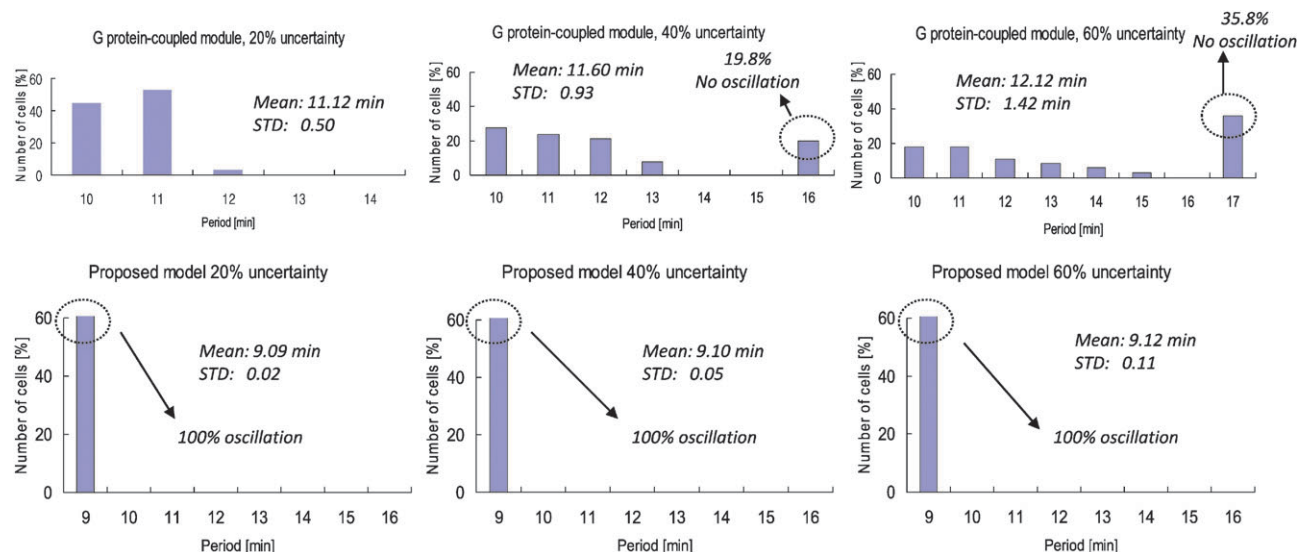 G protein-coupled module, 20% uncertainty
Number of cells [%]
60
40
20
0
Mean: 11.12 min
STD: 0.50
10 11 12 13 14
Period [min]
G protein-coupled module, 40% uncertainty
Number of cells [%]
60
40
20
0
Mean: 11.60 min
STD: 0.93
19.8%
No oscillation
10 11 12 13 14 15 16
Period [min]
G protein-coupled module, 60% uncertainty
Number of cells [%]
60
40
20
0
Mean: 12.12 min
STD: 1.42 min
35.8%
No oscillation
10 11 12 13 14 15 16 17
Period [min]
Proposed model 20% uncertainty
Number of cells [%]
60
40
20
0
Mean: 9.09 min
STD: 0.02
100% oscillation
9 10 11 12 13 14 15 16
Period [min]
Proposed model 40% uncertainty
Number of cells [%]
60
40
20
0
Mean: 9.10 min
STD: 0.05
100% oscillation
9 10 11 12 13 14 15 16
Period [min]
Proposed model 60% uncertainty
Number of cells [%]
60
40
20
0
Mean: 9.12 min
STD: 0.11
100% oscillation
9 10 11 12 13 14 15 16
Period [min]